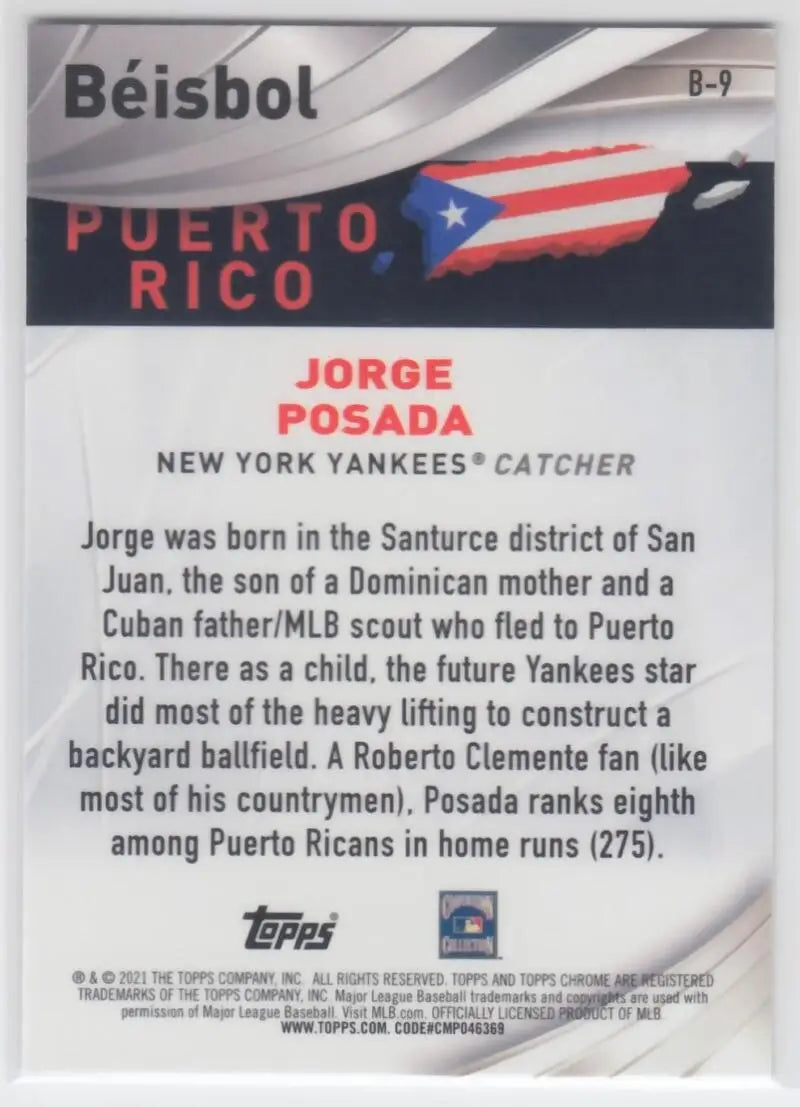 Béisbol
B-9
PUERTO
RICO
JORGE
POSADA
NEW YORK YANKEES® CATCHER
Jorge was born in the Santurce district of San
Juan, the son of a Dominican mother and a
Cuban father/MLB scout who fled to Puerto
Rico. There as a child, the future Yankees star
did most of the heavy lifting to construct a
backyard ballfield. A Roberto Clemente fan (like
most of his countrymen), Posada ranks eighth
among Puerto Ricans in home runs (275).
Topps®
COOPERSTOWN
COLLECTION
® & © 2021 THE TOPPS COMPANY, INC. ALL RIGHTS RESERVED. TOPPS AND TOPPS CHROME ARE REGISTERED
TRADEMARKS OF THE TOPPS COMPANY, INC. Major League Baseball trademarks and copyrights are used with
permission of Major League Baseball. Visit MLB.com. OFFICIALLY LICENSED PRODUCT OF MLB.
WWW.TOPPS.COM. CODE#CMP046369